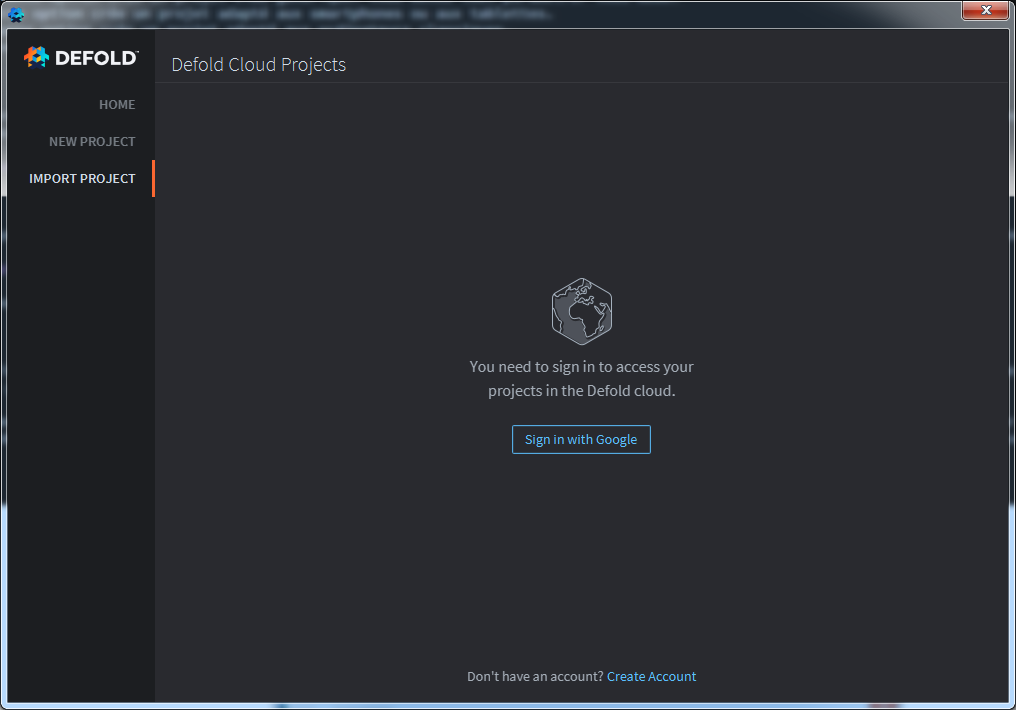 DEFOLD™
HOME
NEW PROJECT
IMPORT PROJECT
Defold Cloud Projects
You need to sign in to access your
projects in the Defold cloud.
Sign in with Google
Don't have an account? Create Account